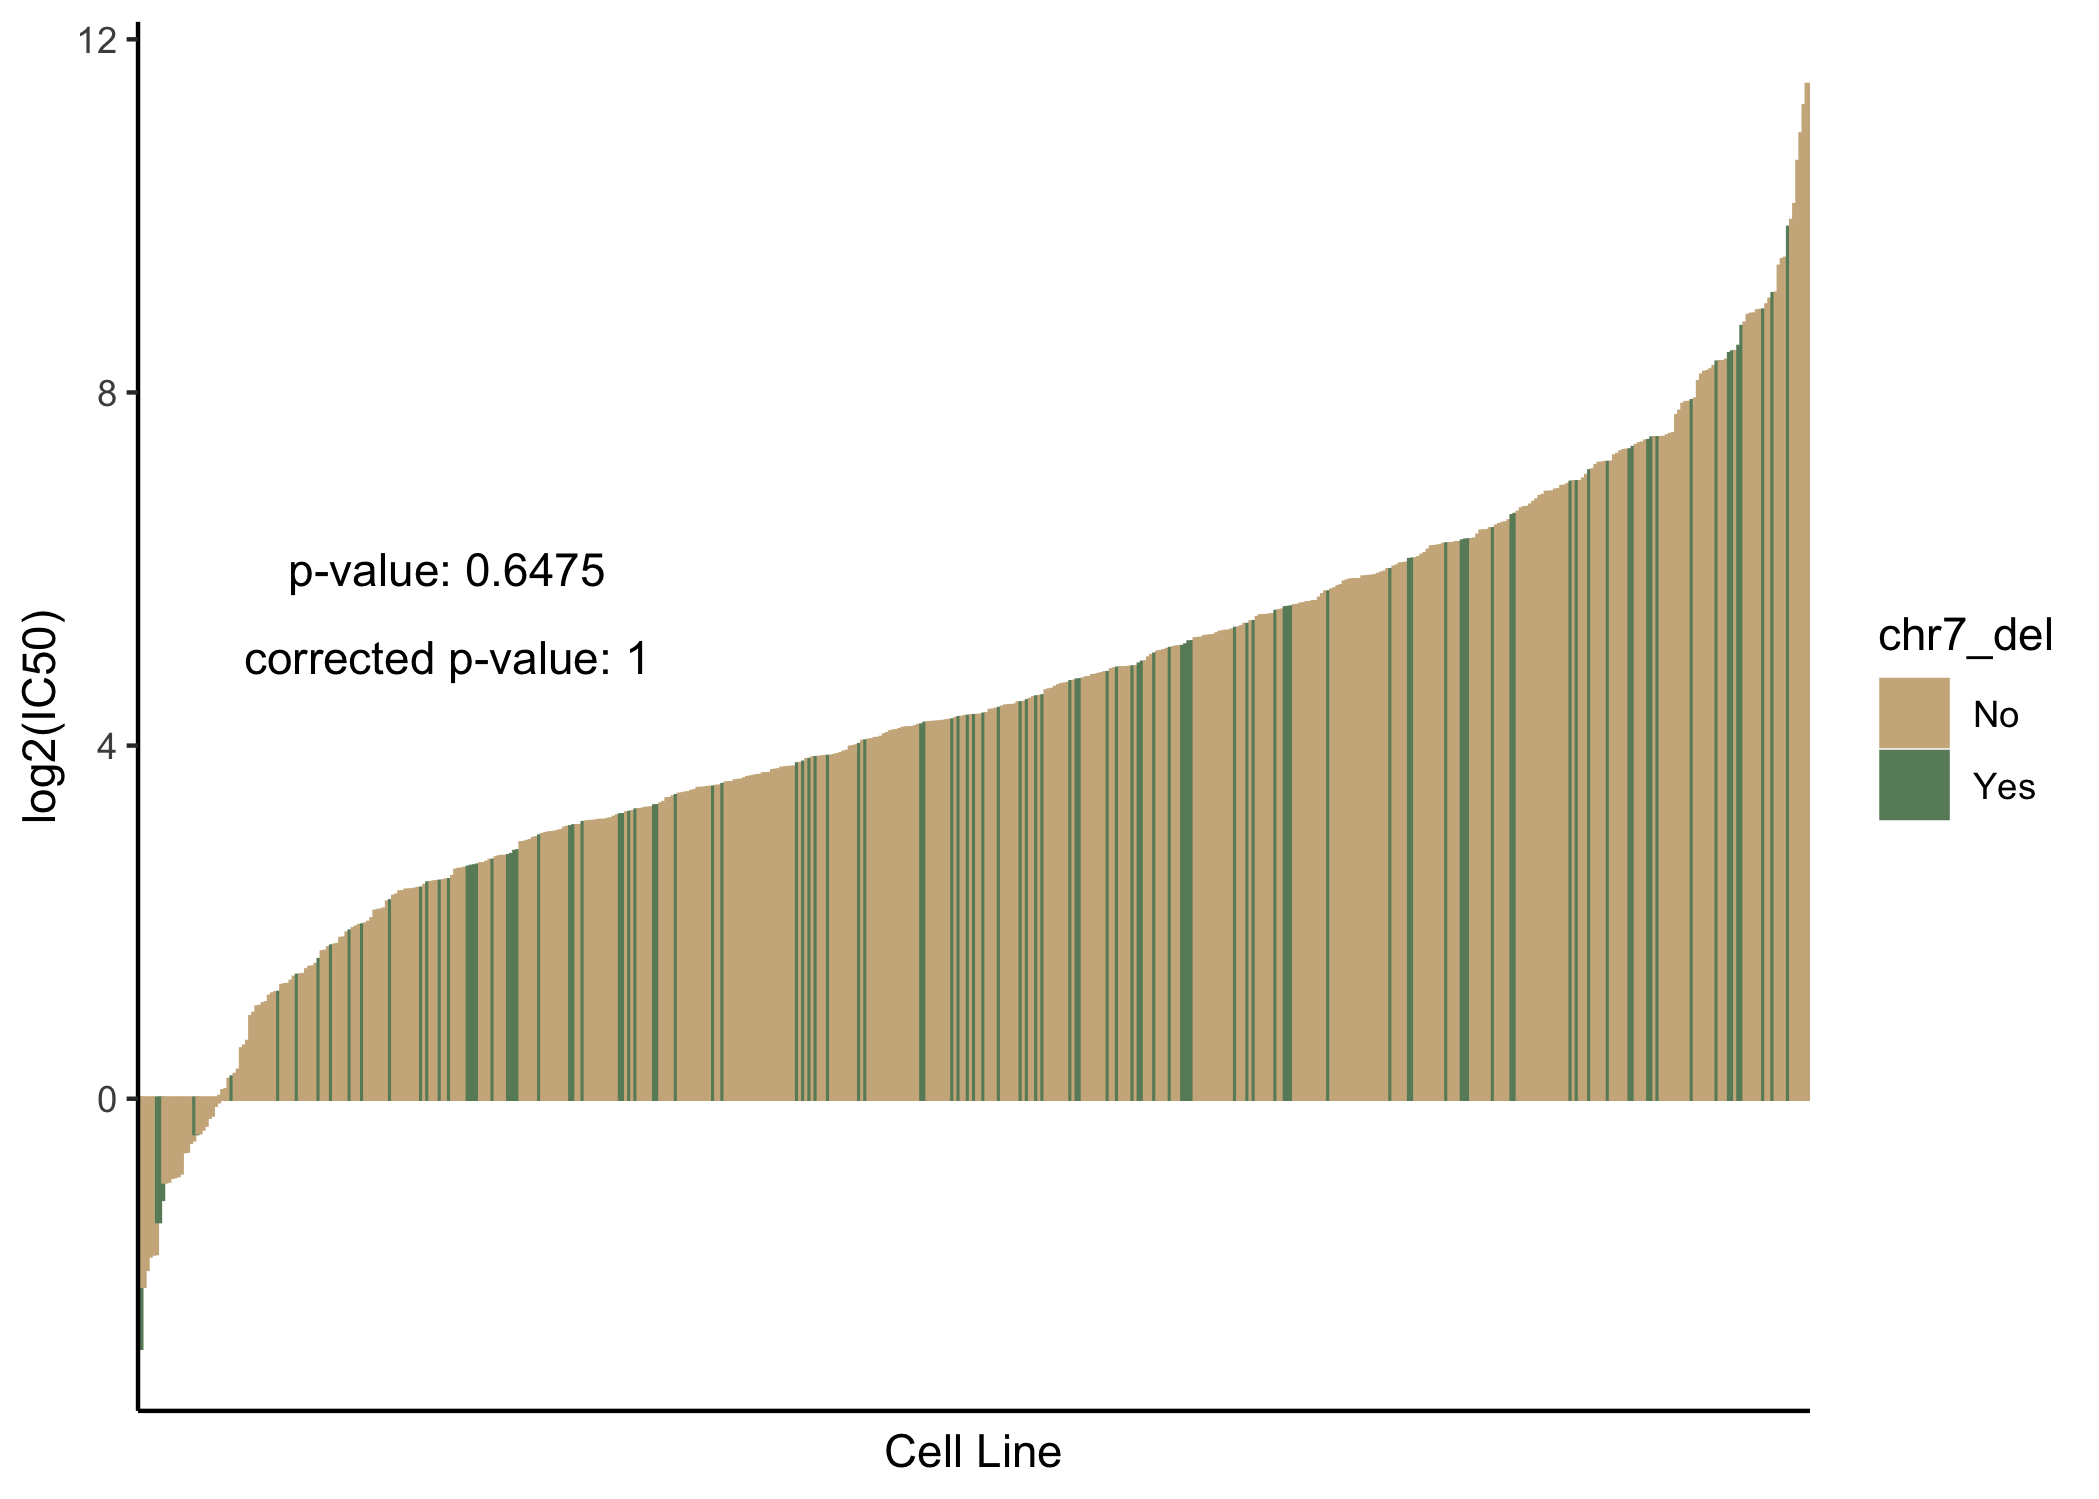 12
8
4
0
log2(IC50)
p-value: 0.6475
corrected p-value: 1
Cell Line
chr7_del
No
Yes